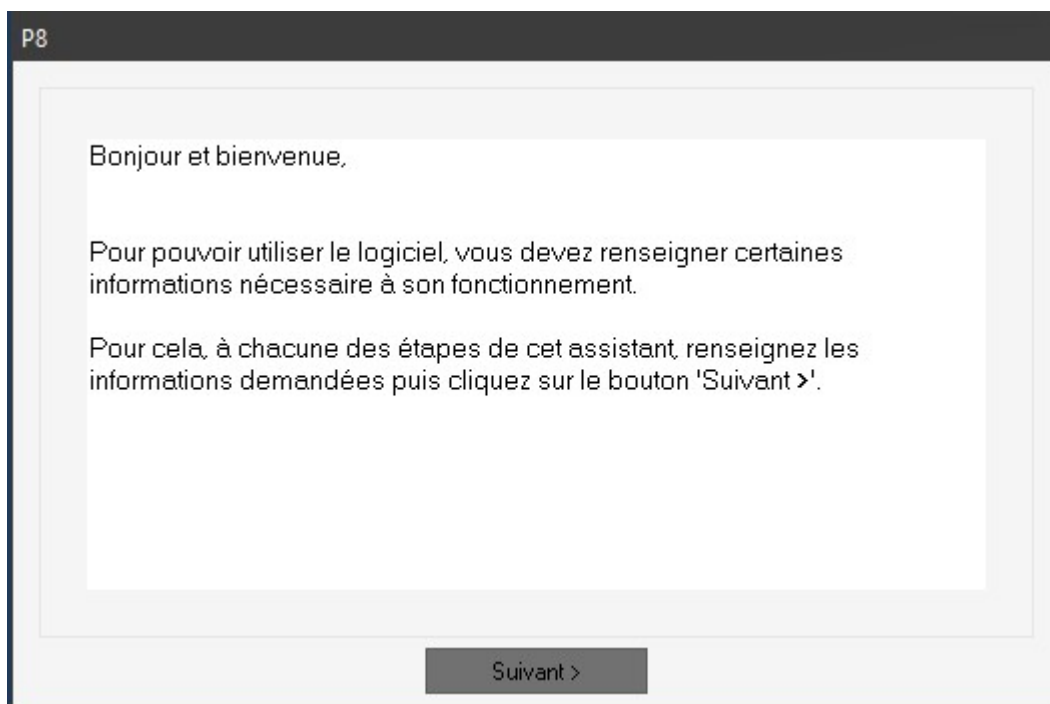 P8
Bonjour et bienvenue,
Pour pouvoir utiliser le logiciel, vous devez renseigner certaines
informations nécessaire à son fonctionnement.
Pour cela, à chacune des étapes de cet assistant, renseignez les
informations demandées puis cliquez sur le bouton 'Suivant >'.
Suivant >